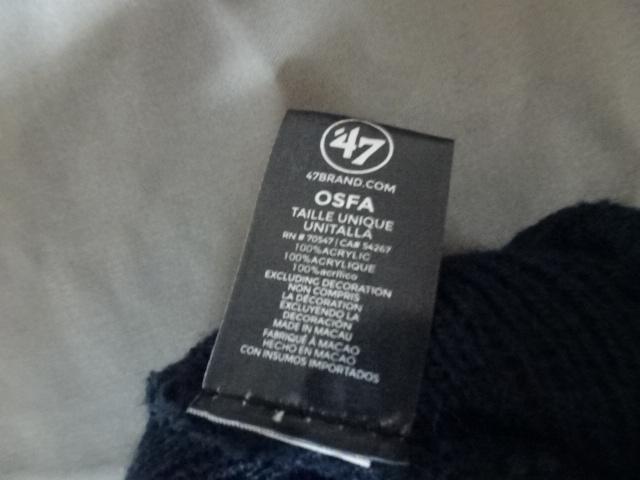 '47
47BRAND.COM
OSFA
TAILLE UNIQUE
UNITALLA
RN # 70547 | CA# 54267
100%ACRYLIC
100%ACRYLIQUE
100%acrílico
EXCLUDING DECORATION
NON COMPRIS
LA DÉCORATION
EXCLUYENDO LA
DECORACIÓN
MADE IN MACAU
FABRIQUÉ À MACAO
HECHO EN MACAO
CON INSUMOS IMPORTADOS